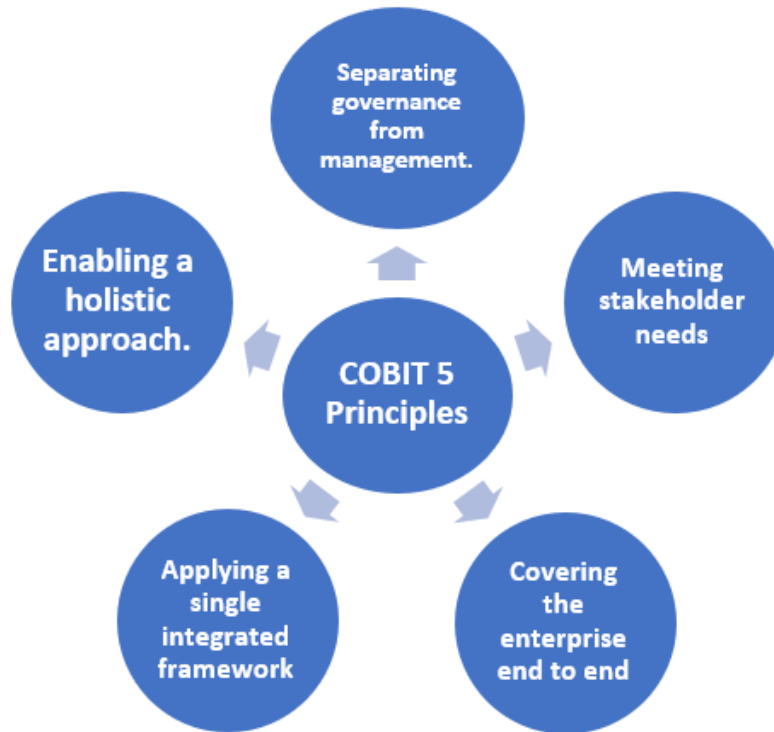 Separating
governance
from
management.
Enabling a
holistic
approach.
Meeting
stakeholder
needs
COBIT 5
Principles
Applying a
single
integrated
framework
Covering
the
enterprise
end to end